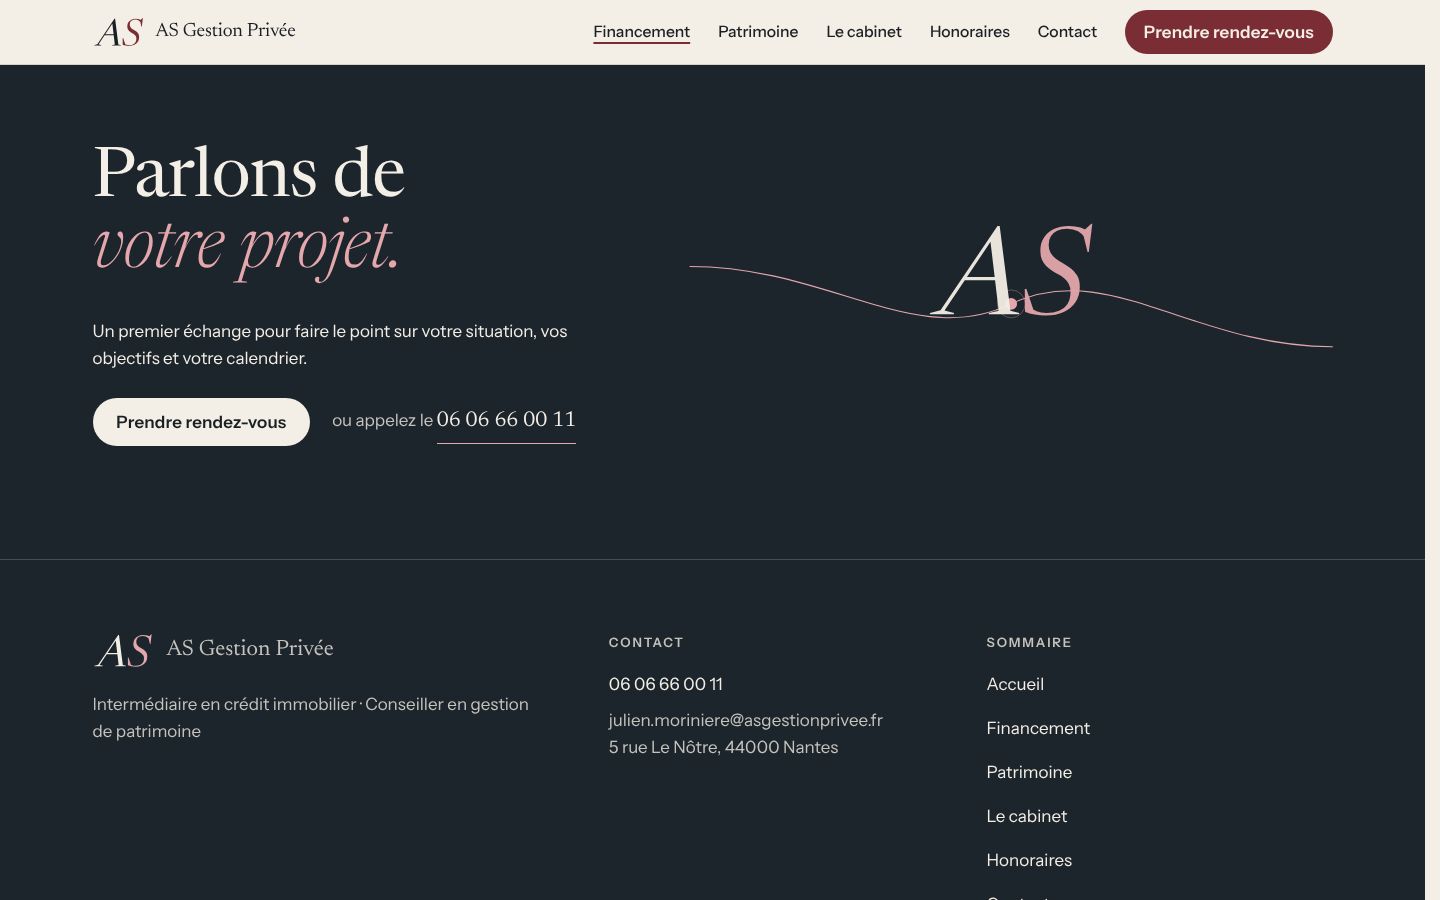 AS AS Gestion Privée
Financement Patrimoine Le cabinet Honoraires Contact Prendre rendez-vous
Parlons de
votre projet.
Un premier échange pour faire le point sur votre situation, vos
objectifs et votre calendrier.
Prendre rendez-vous ou appelez le 06 06 66 00 11
AS
AS AS Gestion Privée
Intermédiaire en crédit immobilier · Conseiller en gestion
de patrimoine
CONTACT
06 06 66 00 11
julien.moriniere@asgestionprivee.fr
5 rue Le Nôtre, 44000 Nantes
SOMMAIRE
Accueil
Financement
Patrimoine
Le cabinet
Honoraires